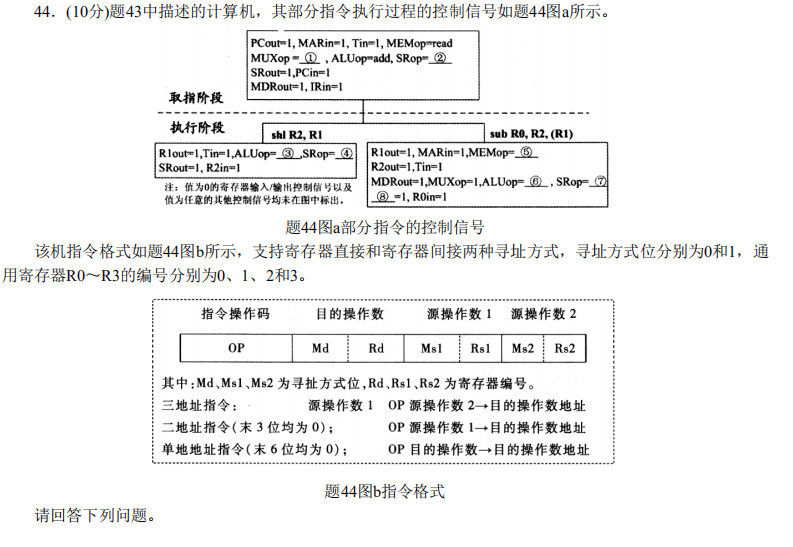 44．(10分)题43中描述的计算机，其部分指令执行过程的控制信号如题44图a所示。
PCout=1, MARin=1, Tin=1, MEMop=read
MUXop = ① , ALUop=add, SRop= ②
SRout=1,PCin=1
MDRout=1, IRin=1
取指阶段
执行阶段
shl R2, R1
sub R0, R2, (R1)
R1out=1,Tin=1,ALUop= ③ ,SRop= ④
SRout=1, R2in=1
R1out=1, MARin=1,MEMop= ⑤
R2out=1,Tin=1
MDRout=1,MUXop=1,ALUop= ⑥ , SRop= ⑦
⑧ =1, R0in=1
注：值为0的寄存器输入/输出控制信号以及
值为任意的其他控制信号均未在图中标出。
题44图a部分指令的控制信号
该机指令格式如题44图b所示，支持寄存器直接和寄存器间接两种寻址方式，寻址方式位分别为0和1，通
用寄存器R0～R3的编号分别为0、1、2和3。
指令操作码 目的操作数 源操作数 1 源操作数 2
OP Md Rd Ms1 Rs1 Ms2 Rs2
其中:Md、Ms1、Ms2 为寻址方式位,Rd、Rs1、Rs2 为寄存器编号。
三地址指令: 源操作数 1 OP 源操作数 2→目的操作数地址
二地址指令(末 3 位均为 0); OP 源操作数 1→目的操作数地址
单地地址指令(末 6 位均为 0); OP 目的操作数→目的操作数地址
题44图b指令格式
请回答下列问题。